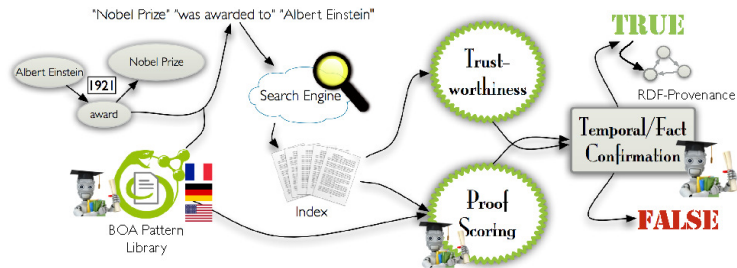 "Nobel Prize" "was awarded to" "Albert Einstein"
TRUE
Albert Einstein
1921
Nobel Prize
award
Search Engine
Trust-
worthiness
RDF-Provenance
Temporal/Fact
Confirmation
Index
BOA Pattern
Library
Proof
Scoring
FALSE